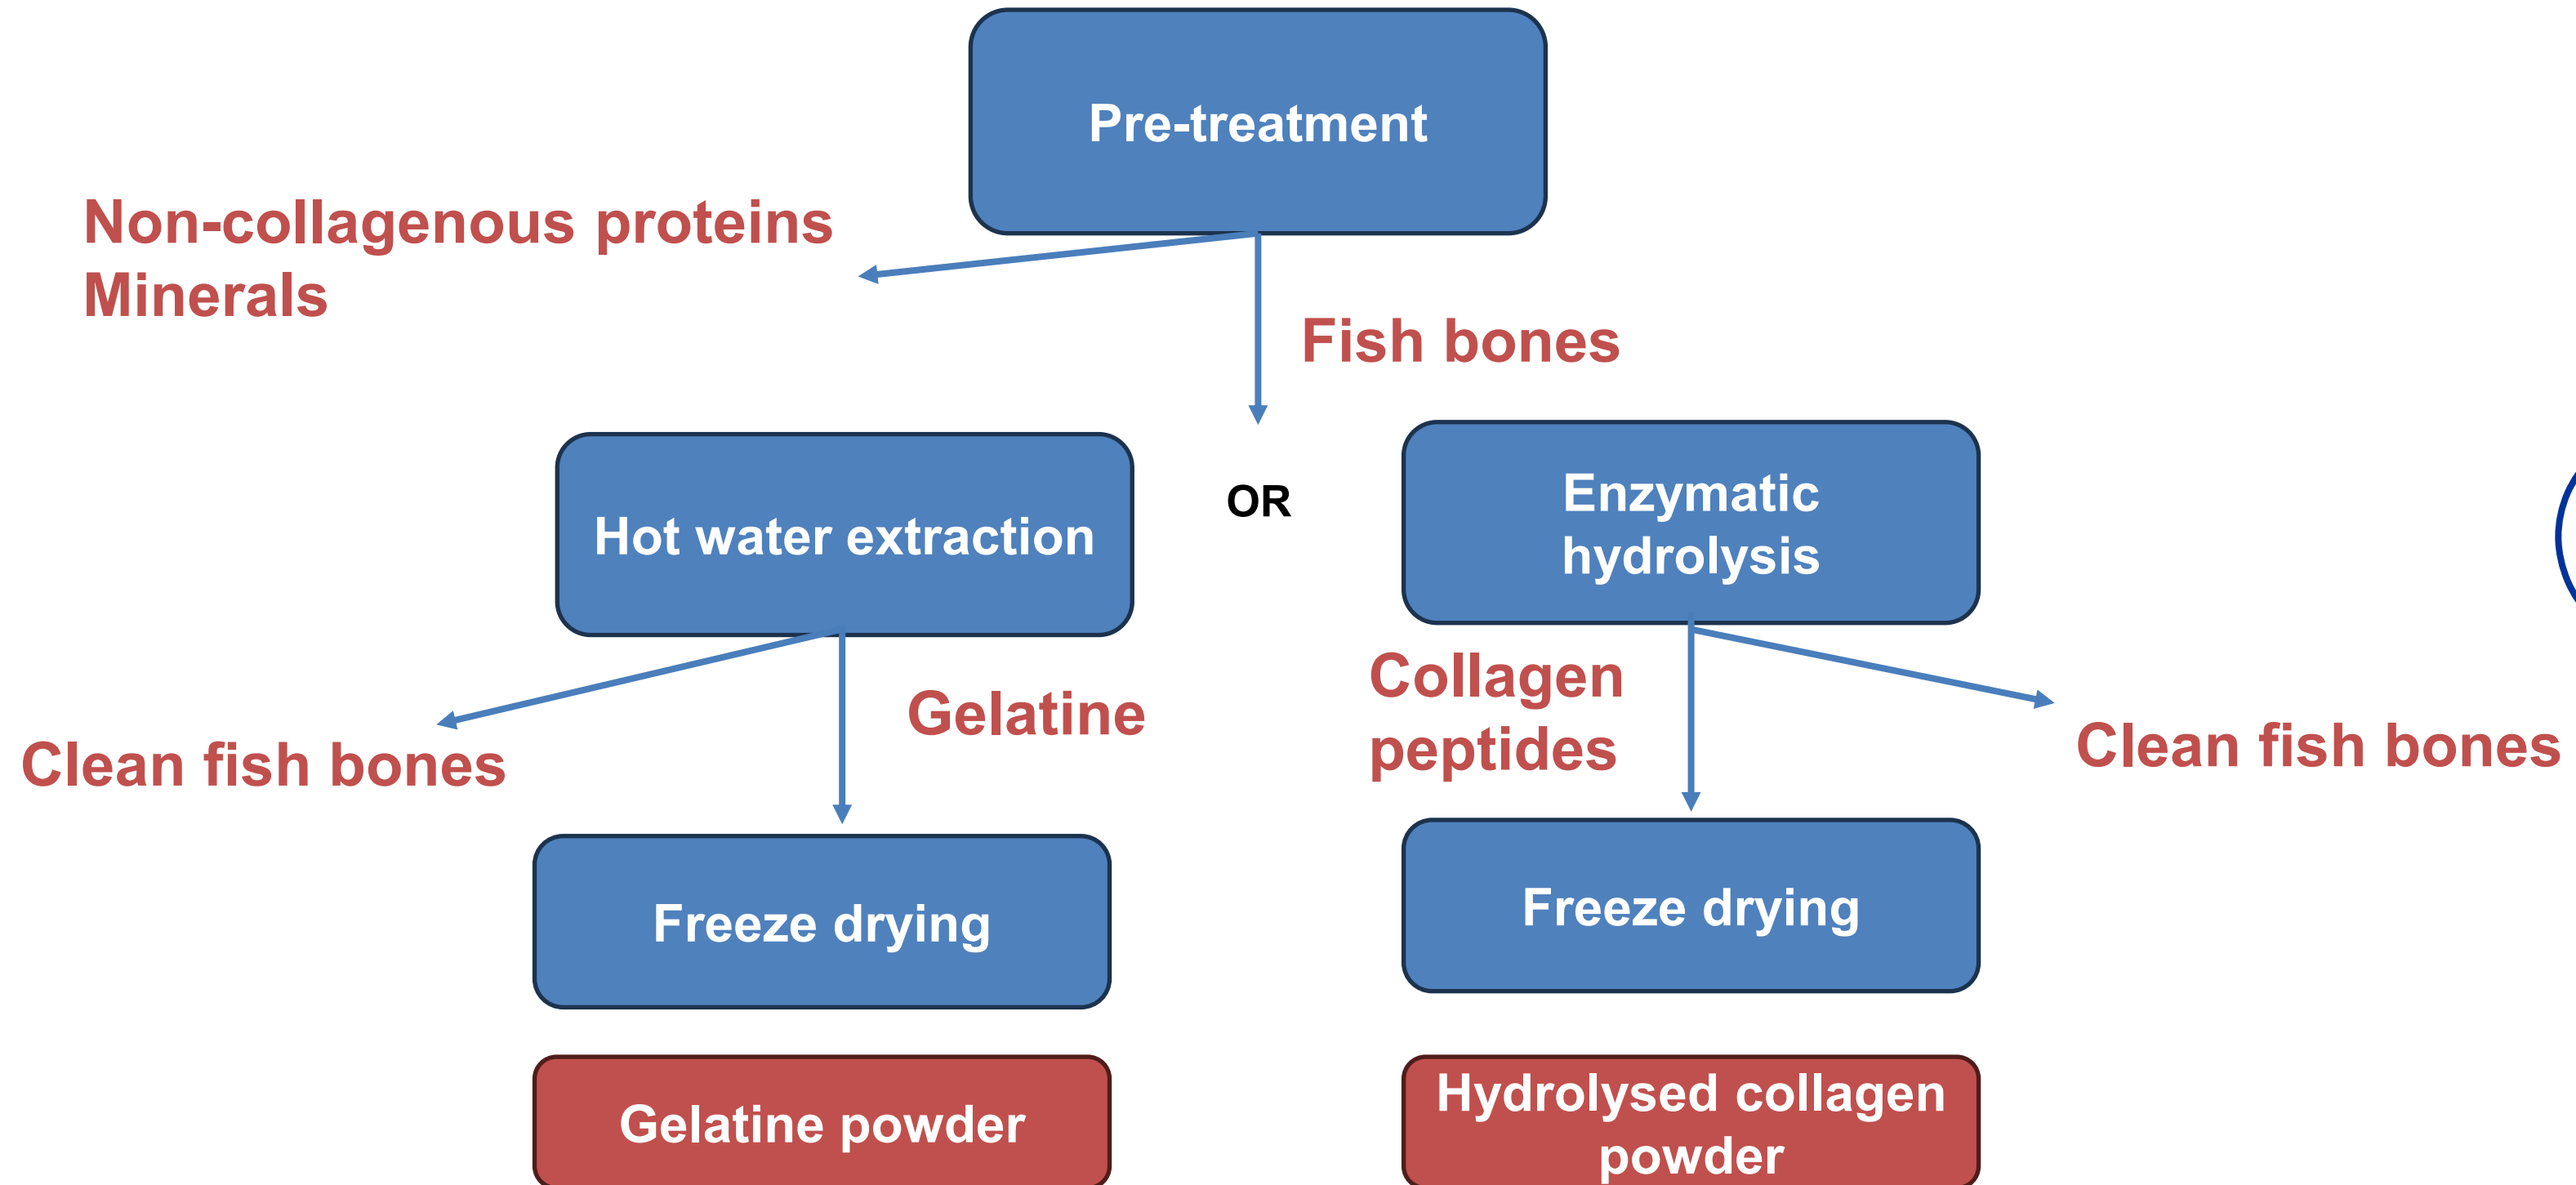 Pre-treatment
Non-collagenous proteins
Minerals
Fish bones
Hot water extraction
OR
Enzymatic
hydrolysis
Clean fish bones
Gelatine
Collagen
peptides
Clean fish bones
Freeze drying
Freeze drying
Gelatine powder
Hydrolysed collagen
powder